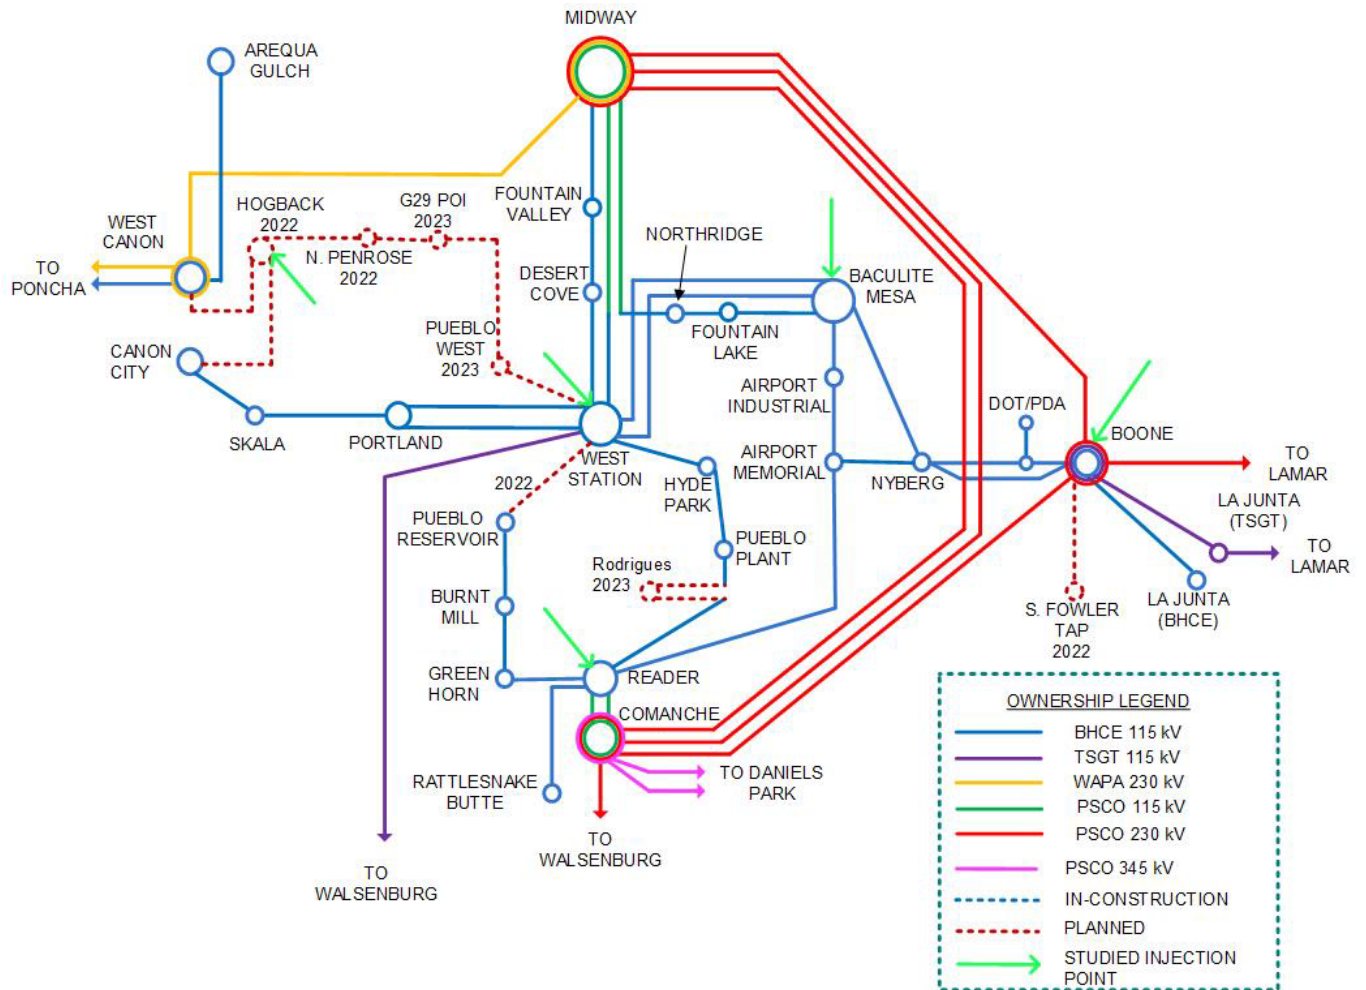 MIDWAY
AREQUA
GULCH
HOGBACK
2022
G29 POI
2023
FOUNTAIN
VALLEY
WEST
CANON
N. PENROSE
2022
NORTHRIDGE
TO
PONCHA
DESERT
COVE
BACULITE
MESA
PUEBLO
WEST
2023
FOUNTAIN
LAKE
CANON
CITY
AIRPORT
INDUSTRIAL
DOT/PDA
SKALA
PORTLAND
WEST
STATION
AIRPORT
MEMORIAL
BOONE
TO
LAMAR
2022
HYDE
PARK
NYBERG
LA JUNTA
(TSGT)
PUEBLO
RESERVOIR
PUEBLO
PLANT
TO
LAMAR
Rodrigues
2023
BURNT
MILL
S. FOWLER
TAP
2022
LA JUNTA
(BHCE)
GREEN
HORN
READER
COMANCHE
RATTLESNAKE
BUTTE
TO DANIELS
PARK
TO
WALSENBURG
TO
WALSENBURG
OWNERSHIP LEGEND
BHCE 115 kV
TSGT 115 kV
WAPA 230 kV
PSCO 115 kV
PSCO 230 kV
PSCO 345 kV
IN-CONSTRUCTION
PLANNED
STUDIED INJECTION
POINT